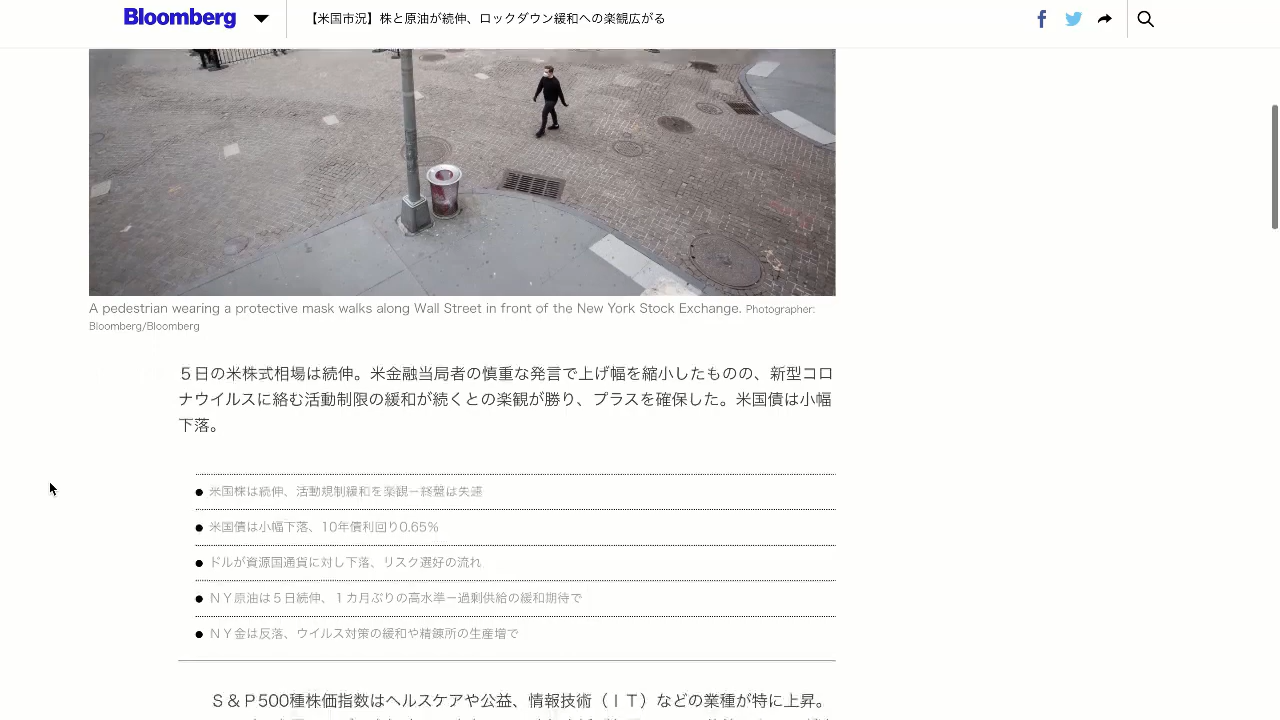 Bloomberg
【米国市況】株と原油が続伸、ロックダウン緩和への楽観広がる
A pedestrian wearing a protective mask walks along Wall Street in front of the New York Stock Exchange. Photographer:
Bloomberg/Bloomberg
５日の米株式相場は続伸。米金融当局者の慎重な発言で上げ幅を縮小したものの、新型コロ
ナウイルスに絡む活動制限の緩和が続くとの楽観が勝り、プラスを確保した。米国債は小幅
下落。
米国株は続伸、活動規制緩和を楽観－終盤は失速
米国債は小幅下落、10年債利回り0.65％
ドルが資源国通貨に対し下落、リスク選好の流れ
ＮＹ原油は５日続伸、１カ月ぶりの高水準－過剰供給の緩和期待で
ＮＹ金は反落、ウイルス対策の緩和や精錬所の生産増で
Ｓ＆Ｐ500種株価指数はヘルスケアや公益、情報技術（ＩＴ）などの業種が特に上昇。